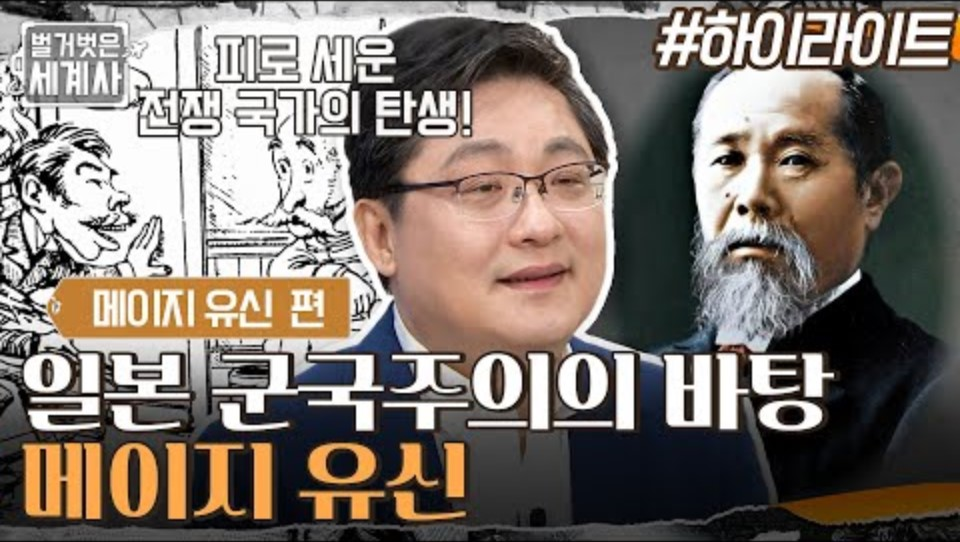 벌거벗은
세계사
#하이라이트
피로 세운
전쟁 국가의 탄생!
메이지 유신 편
일본 군국주의의 바탕
메이지 유신